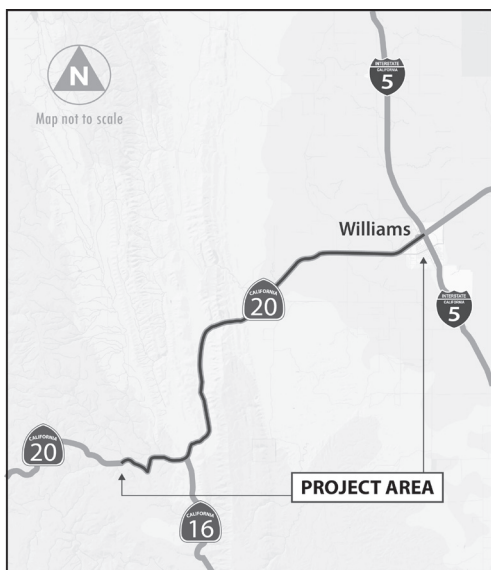 N
Map not to scale
INTERSTATE
CALIFORNIA
5
Williams
CALIFORNIA
20
INTERSTATE
CALIFORNIA
5
CALIFORNIA
20
PROJECT AREA
CALIFORNIA
16